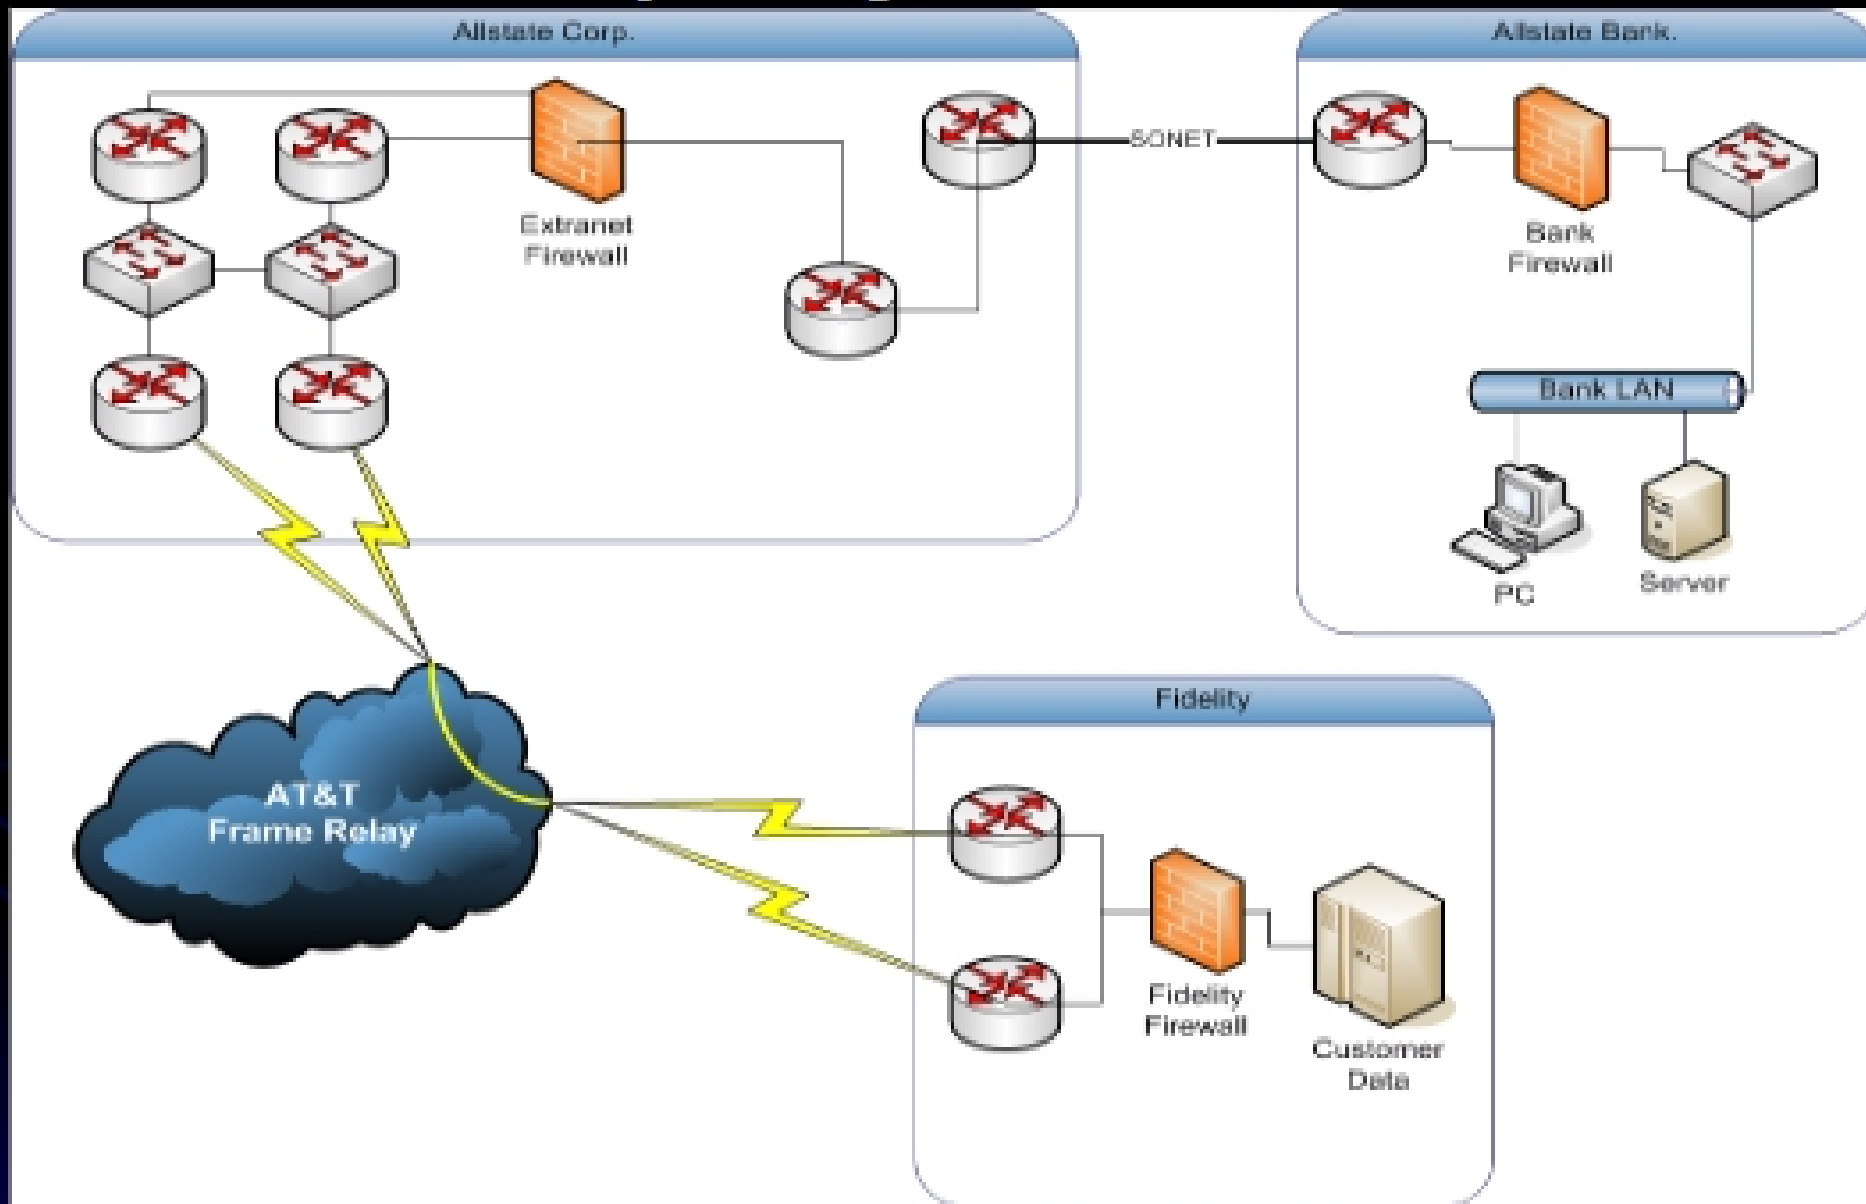 Allstate Corp.
Allstate Bank.
SONET
Extranet
Firewall
Bank
Firewall
Bank LAN
PC
Server
Fidelity
AT&T
Frame Relay
Fidelity
Firewall
Customer
Data